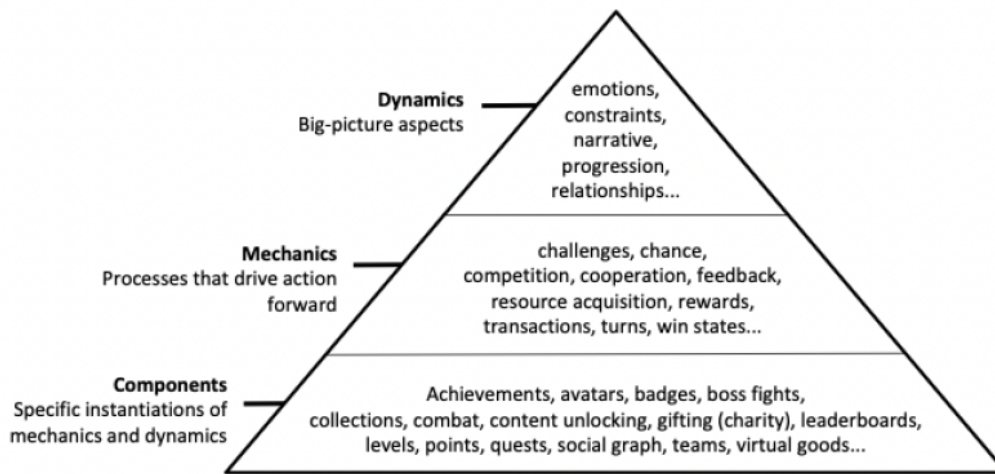 Dynamics
Big-picture aspects
emotions,
constraints,
narrative,
progression,
relationships...
Mechanics
Processes that drive action
forward
challenges, chance,
competition, cooperation, feedback,
resource acquisition, rewards,
transactions, turns, win states...
Components
Specific instantiations of
mechanics and dynamics
Achievements, avatars, badges, boss fights,
collections, combat, content unlocking, gifting (charity), leaderboards,
levels, points, quests, social graph, teams, virtual goods...